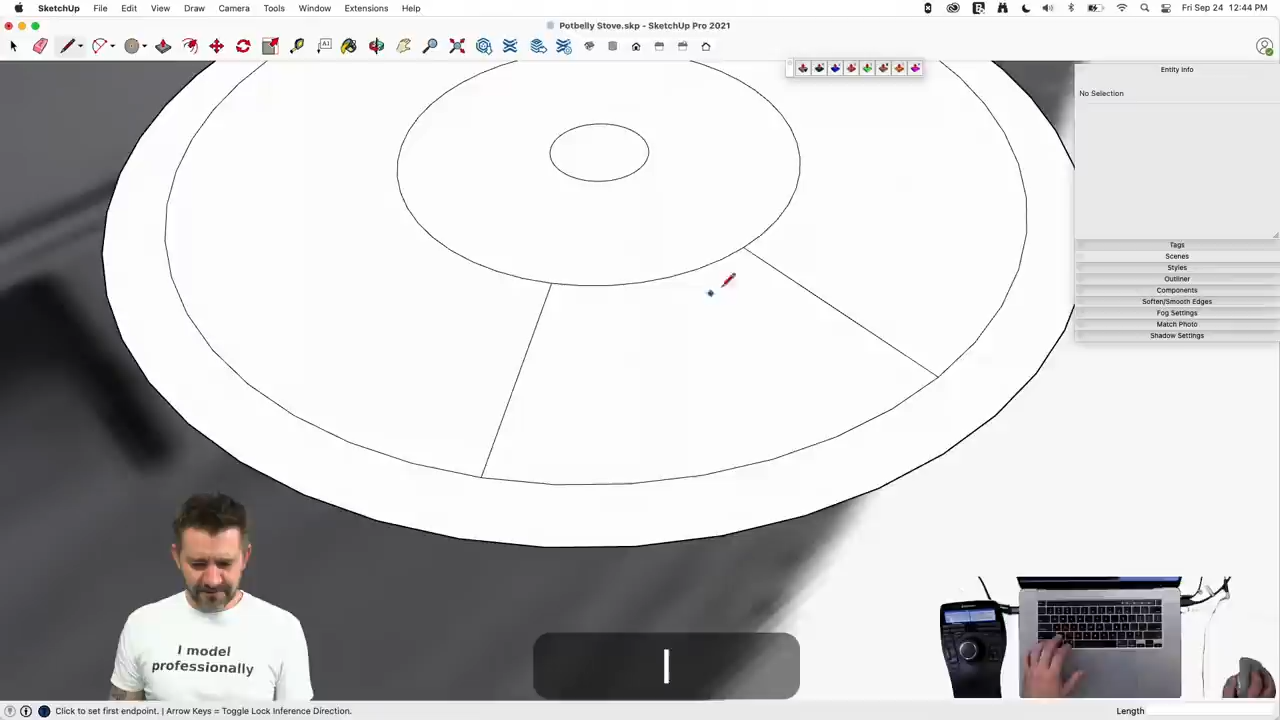 SketchUp File Edit View Draw Camera Tools Window Extensions Help
Fri Sep 24 12:44 PM
Potbelly Stove.skp - SketchUp Pro 2021
Entity Info
No Selection
Tags
Scenes
Styles
Outliner
Components
Soften/Smooth Edges
Fog Settings
Match Photo
Shadow Settings
I model
professionally
l
Click to set first endpoint. | Arrow Keys = Toggle Lock Inference Direction.
Length